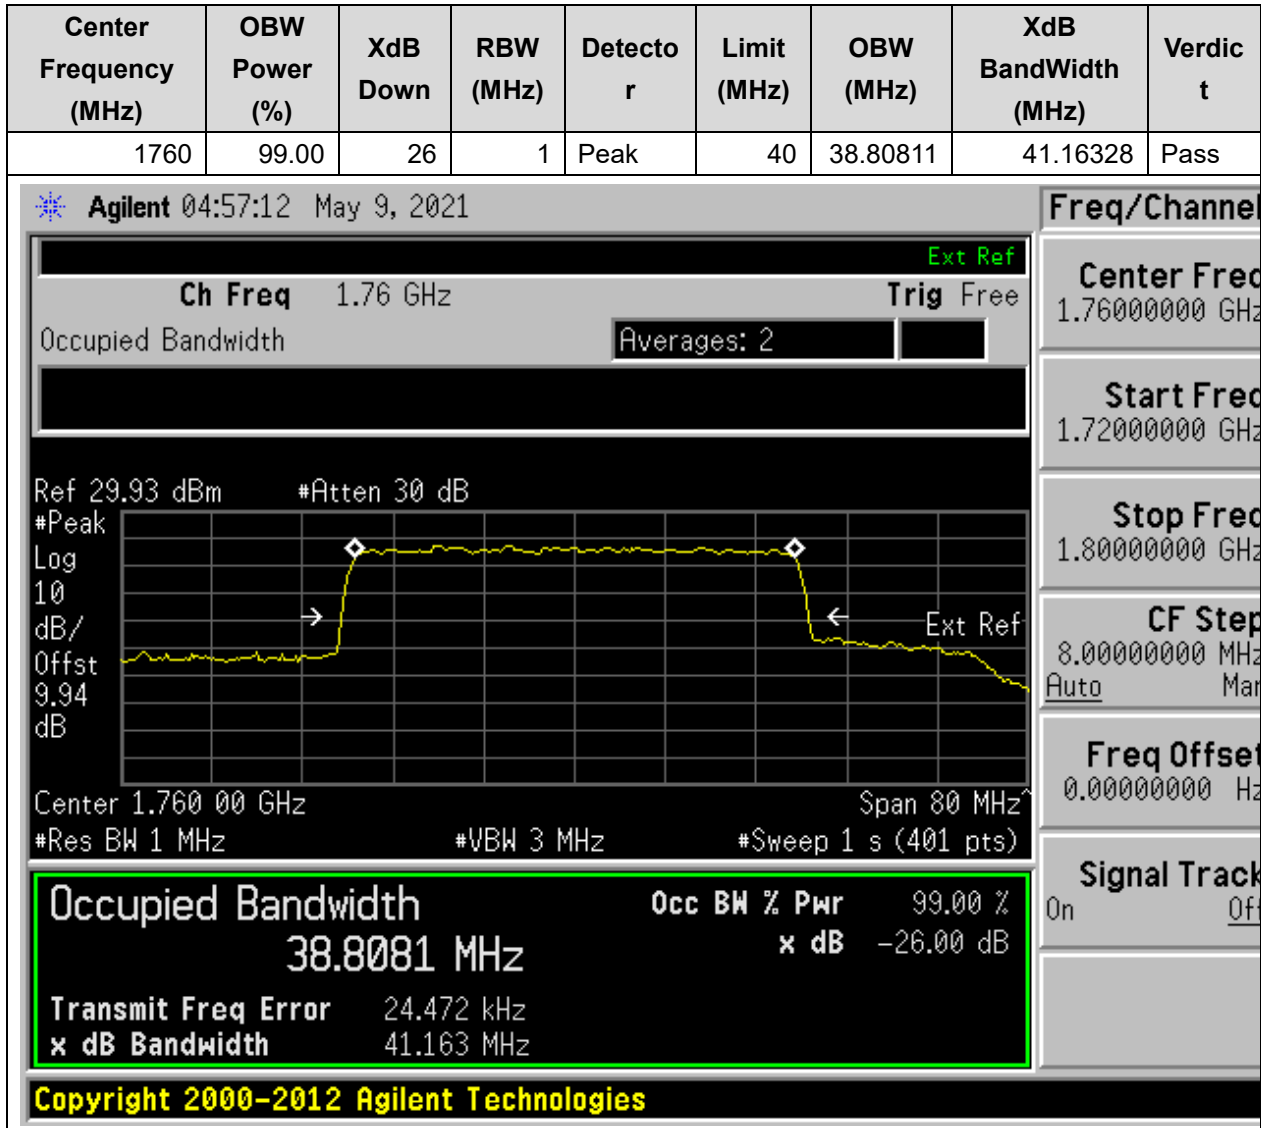 Center Frequency (MHz) OBW Power (%) XdB Down RBW (MHz) Detecto r Limit (MHz) OBW (MHz) XdB BandWidth (MHz) Verdic t
1760 99.00 26 1 Peak 40 38.80811 41.16328 Pass
Agilent 04:57:12 May 9, 2021
Freq/Channel
Ext Ref
Ch Freq 1.76 GHz Trig Free
Occupied Bandwidth Averages: 2
Center Freq
1.76000000 GHz
Start Freq
1.72000000 GHz
Stop Freq
1.80000000 GHz
CF Step
8.00000000 MHz
Auto Man
Freq Offset
0.00000000 Hz
Signal Track
On Off
Ref 29.93 dBm #Atten 30 dB
#Peak
Log
10
dB/
Offst
9.94
dB
Ext Ref
Center 1.760 00 GHz Span 80 MHz^
#Res BW 1 MHz #VBW 3 MHz #Sweep 1 s (401 pts)
Occupied Bandwidth
38.8081 MHz
Occ BW % Pwr 99.00 %
x dB -26.00 dB
Transmit Freq Error 24.472 kHz
x dB Bandwidth 41.163 MHz
Copyright 2000-2012 Agilent Technologies